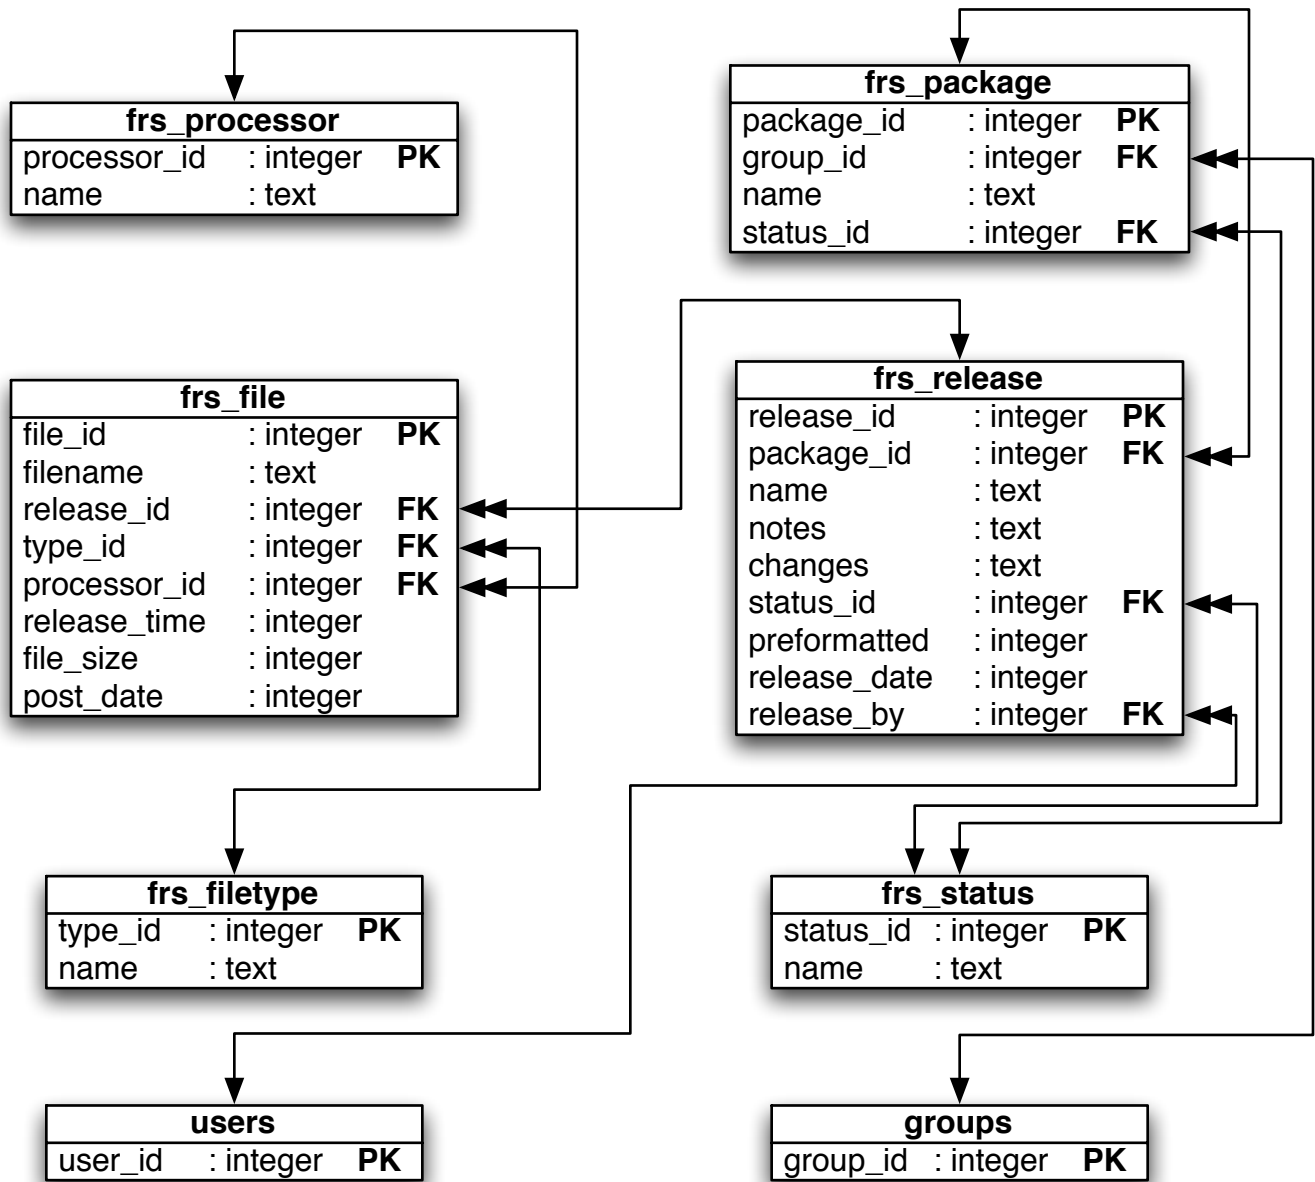 frs_processor
processor_id : integer PK
name : text
frs_package
package_id : integer PK
group_id : integer FK
name : text
status_id : integer FK
frs_file
file_id : integer PK
filename : text
release_id : integer FK
type_id : integer FK
processor_id : integer FK
release_time : integer
file_size : integer
post_date : integer
frs_release
release_id : integer PK
package_id : integer FK
name : text
notes : text
changes : text
status_id : integer FK
preformatted : integer
release_date : integer
release_by : integer FK
frs_filetype
type_id : integer PK
name : text
frs_status
status_id : integer PK
name : text
users
user_id : integer PK
groups
group_id : integer PK